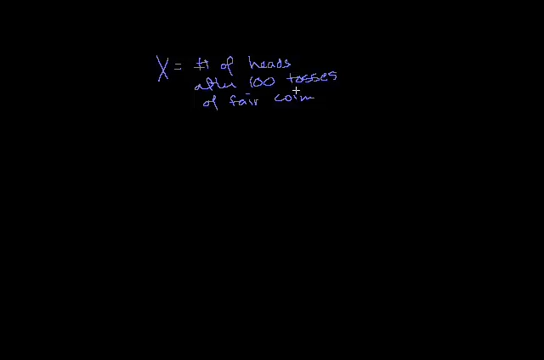 X = # of heads
after 100 tosses
of fair coin